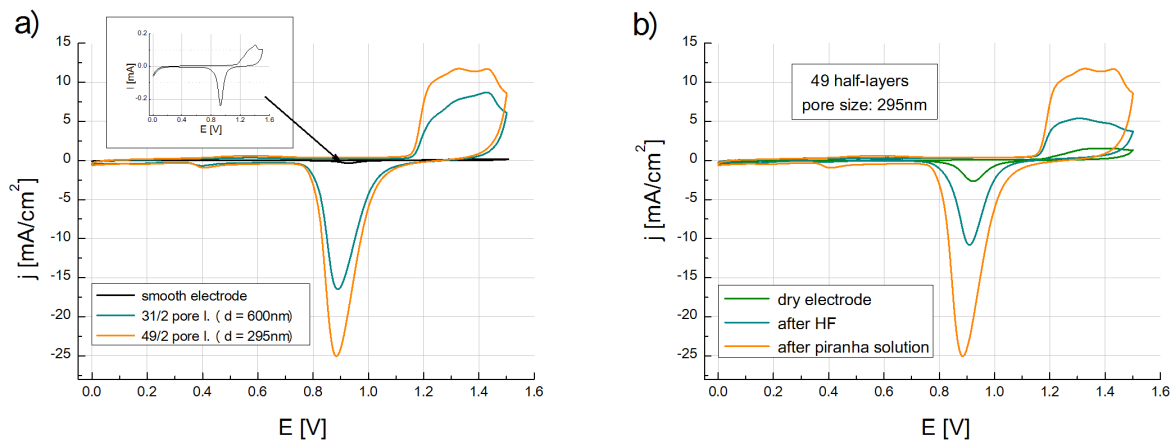 a)
15
10
5
0
-5
-10
-15
-20
-25
j [mA/cm2]
0.2
0.0
-0.2
I [mA]
0.0 0.4 0.8 1.2 1.6
E [V]
smooth electrode
31/2 pore l. ( d = 600nm)
49/2 pore l. ( d = 295nm)
0.0 0.2 0.4 0.6 0.8 1.0 1.2 1.4 1.6
E [V]
b)
15
10
5
0
-5
-10
-15
-20
-25
j [mA/cm2]
49 half-layers
pore size: 295nm
dry electrode
after HF
after piranha solution
0.0 0.2 0.4 0.6 0.8 1.0 1.2 1.4 1.6
E [V]